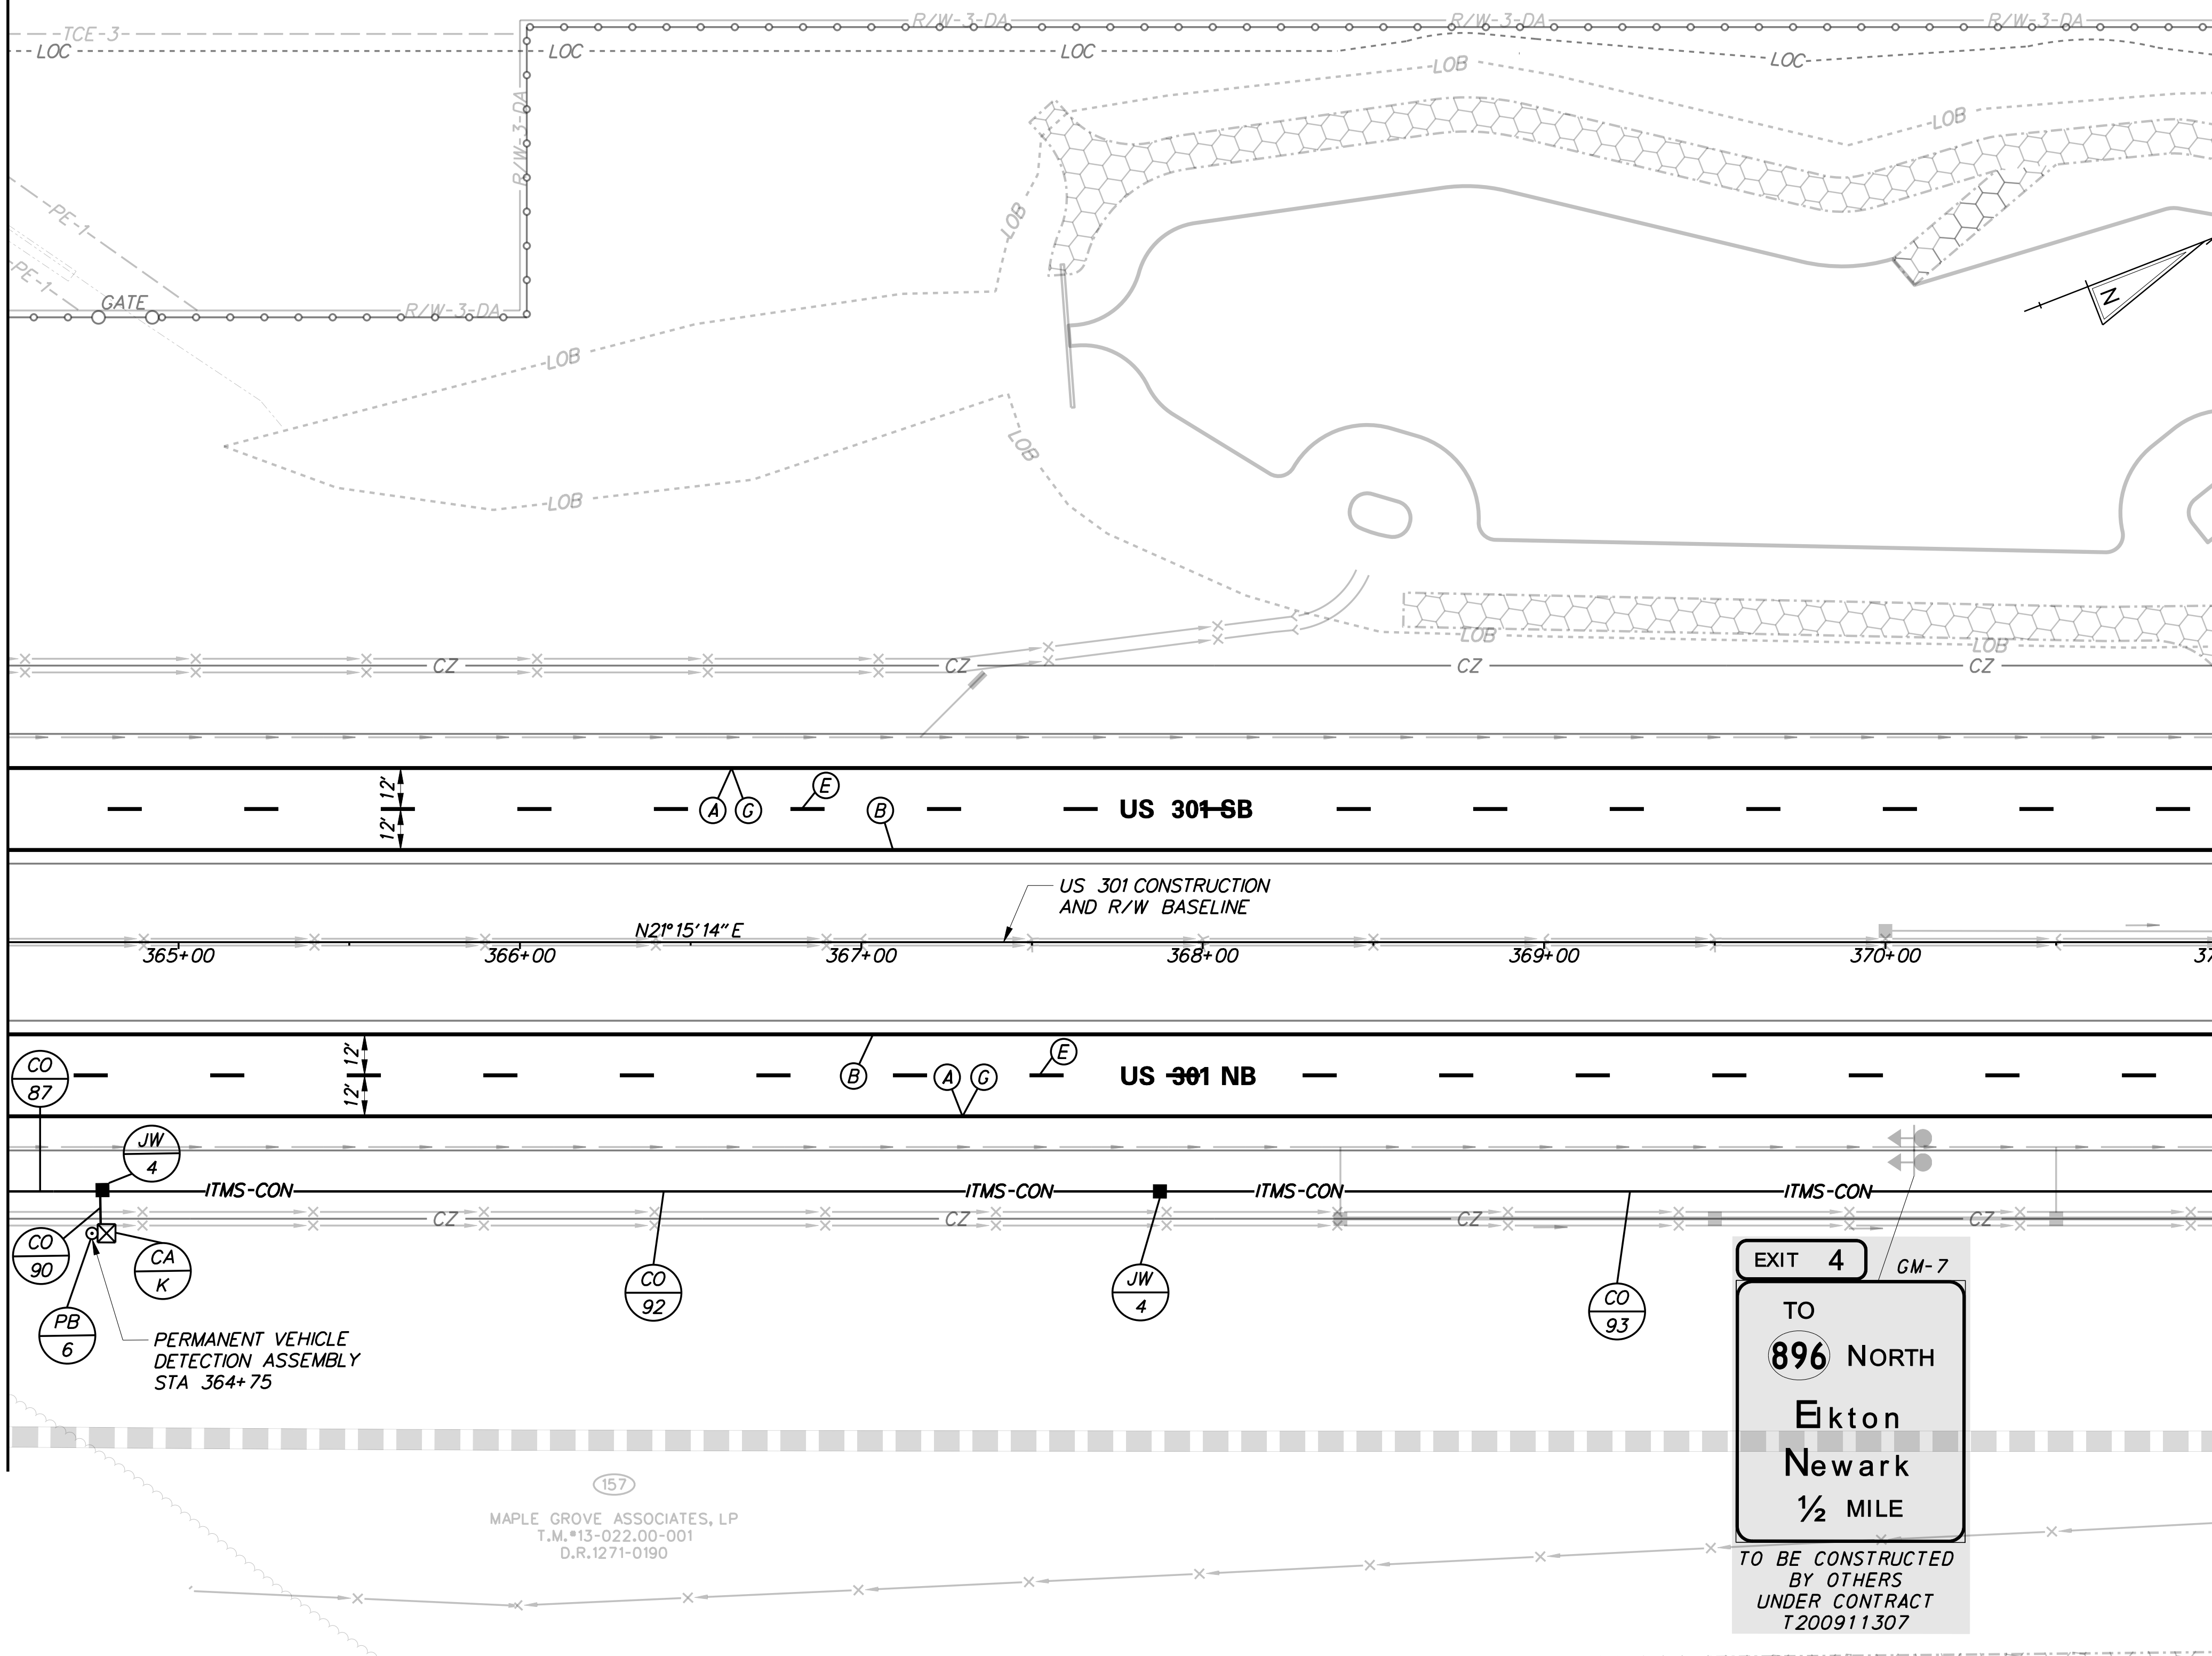 TCE-3
R/W-3-DA
R/W-3-DA
R/W-3-DA
LOC
LOC
LOC
LOC
LOB
R/W-3-DA
LOB
LOB
PE-1
PE-1
GATE
R/W-3-DA
N
LOB
LOB
LOB
LOB
LOB
CZ
CZ
CZ
CZ
12'
12'
A
G
E
B
US 301 SB
US 301 CONSTRUCTION
AND R/W BASELINE
N21°15'14" E
365+00
366+00
367+00
368+00
369+00
370+00
37
12'
12'
CO
87
B
A
G
E
US 301 NB
JW
4
ITMS-CON
ITMS-CON
ITMS-CON
ITMS-CON
CZ
CZ
CZ
CZ
CO
90
CA
K
PB
6
CO
92
JW
4
CO
93
PERMANENT VEHICLE
DETECTION ASSEMBLY
STA 364+75
EXIT 4
GM-7
TO
896 NORTH
Elkton
Newark
½ MILE
TO BE CONSTRUCTED
BY OTHERS
UNDER CONTRACT
T200911307
157
MAPLE GROVE ASSOCIATES, LP
T.M.#13-022.00-001
D.R.1271-0190